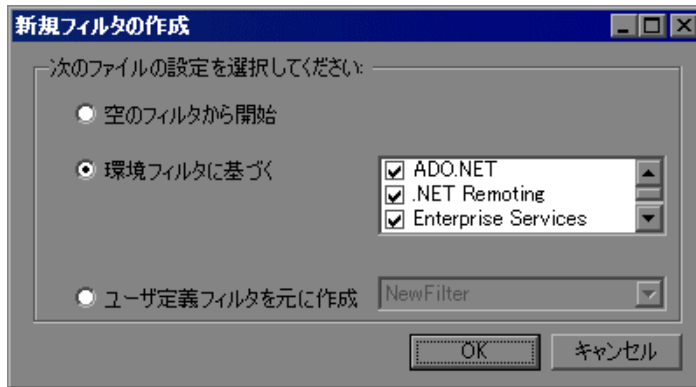 新規フィルタの作成
次のファイルの設定を選択してください:
空のフィルタから開始
環境フィルタに基づく
ADO.NET
.NET Remoting
Enterprise Services
ユーザ定義フィルタを元に作成
NewFilter
OK
キャンセル